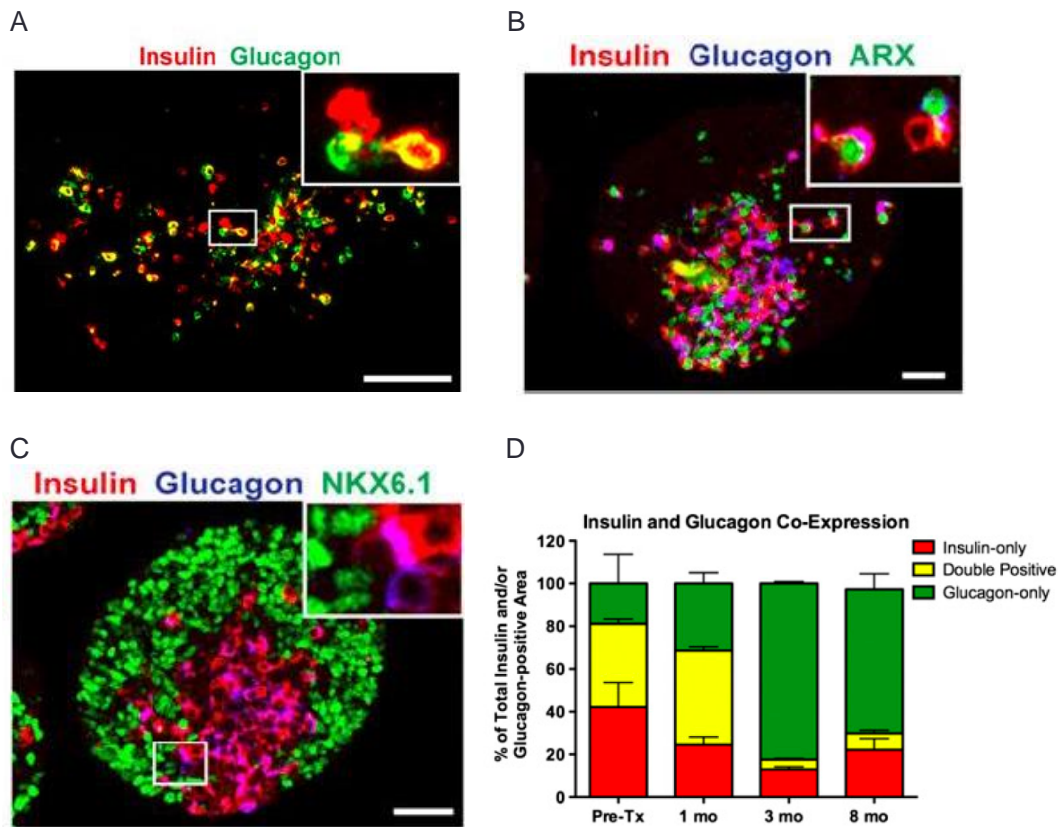 A
Insulin Glucagon
B
Insulin Glucagon ARX
C
Insulin Glucagon NKX6.1
D
Insulin and Glucagon Co-Expression
% of Total Insulin and/or
Glucagon-positive Area
120
100
80
60
40
20
0
Pre-Tx 1 mo 3 mo 8 mo
Insulin-only
Double Positive
Glucagon-only